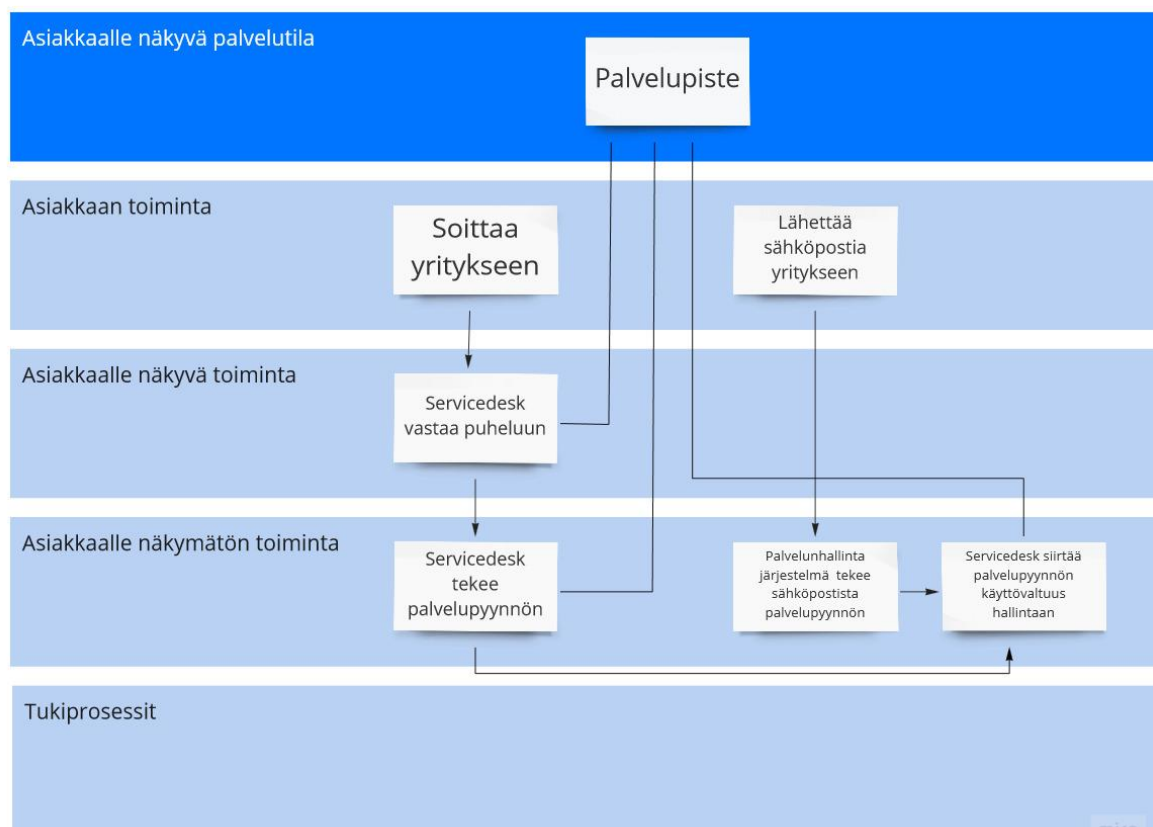 Asiakkaalle näkyvä palvelutila
Palvelupiste
Asiakkaan toiminta
Soittaa
yritykseen
Lähettää
sähköpostia
yritykseen
Asiakkaalle näkyvä toiminta
Servicedesk
vastaa puheluun
Asiakkaalle näkymätön toiminta
Servicedesk
tekee
palvelupyynnön
Palvelunhallinta
järjestelmä tekee
sähköpostista
palvelupyynnön
Servicedesk siirtää
palvelupyynnön
käyttövaltuus
hallintaan
Tukiprosessit